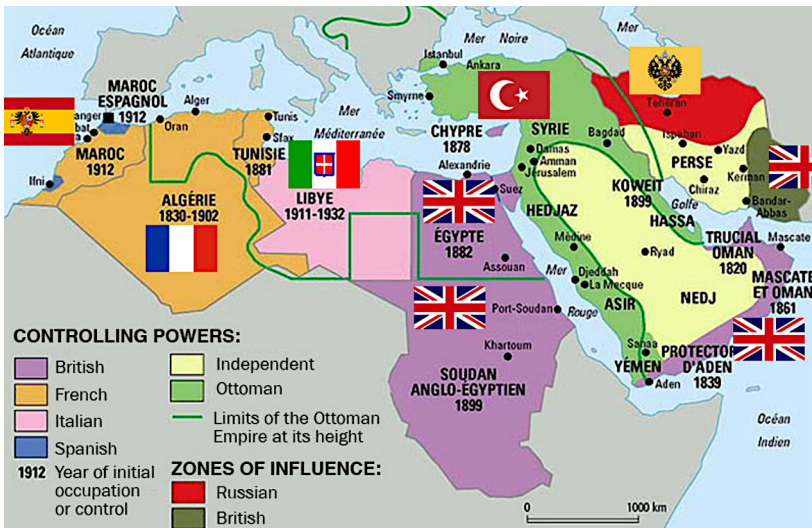 Océan
Atlantique
Mer Noire
Mer
Istanbul
Ankara
MAROC
ESPAGNOL
1912
Alger
Tunis
Mer
Smyrne
Téhéran
Oran
Sfax
Méditerranée
CHYPRE
1878
SYRIE
Bagdad
Ispahan
Yazd
MAROC
1912
TUNISIE
1881
Alexandrie
Damas
Amman
Jérusalem
PERSE
Kerman
Ifni
Suez
KOWEIT
1899
Chiraz
ALGÉRIE
1830-1902
LIBYE
1911-1932
HEDJAZ
Golfe
Bandar-
Abbas
ÉGYPTE
1882
HASSA
Médine
TRUCIAL
OMAN
1820
Mascate
Assouan
Ryad
Mer
Djeddah
La Mecque
MASCATE
ET OMAN
1861
NEDJ
Port-Soudan
Rouge
ASIR
Khartoum
Sanaa
YÉMEN
PROTECTOR
D'ADEN
1839
SOUDAN
ANGLO-ÉGYPTIEN
1899
Aden
Océan
Indien
CONTROLLING POWERS:
British
French
Italian
Spanish
1912 Year of initial
occupation
or control
Independent
Ottoman
Limits of the Ottoman
Empire at its height
ZONES OF INFLUENCE:
Russian
British
0
1000 km